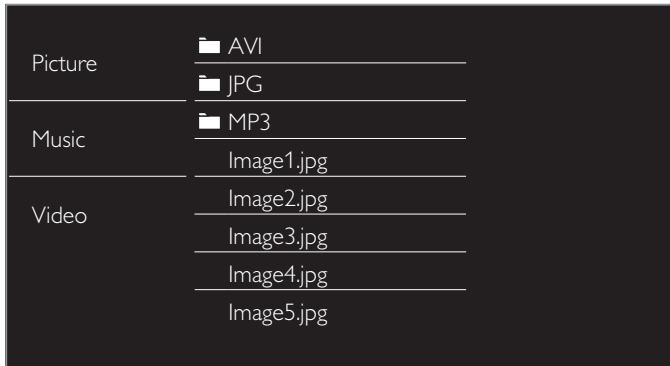 Picture
Music
Video
AVI
JPG
MP3
Image1.jpg
Image2.jpg
Image3.jpg
Image4.jpg
Image5.jpg